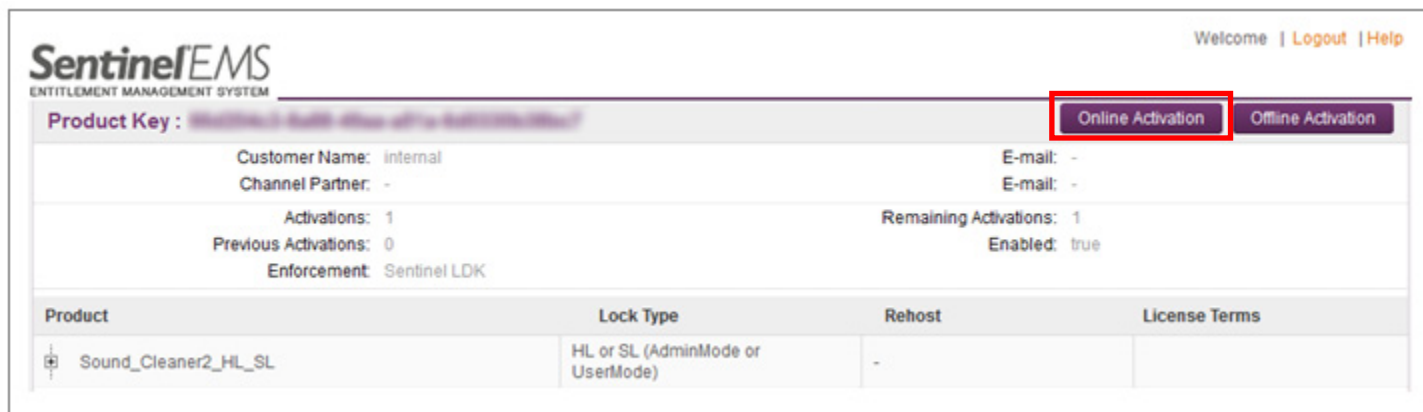 Welcome | Logout | Help
Sentinel EMS
ENTITLEMENT MANAGEMENT SYSTEM
Product Key :
Online Activation Offline Activation
Customer Name: internal E-mail: -
Channel Partner: - E-mail: -
Activations: 1 Remaining Activations: 1
Previous Activations: 0 Enabled: true
Enforcement: Sentinel LDK
Product Lock Type Rehost License Terms
Sound_Cleaner2_HL_SL HL or SL (AdminMode or UserMode) -